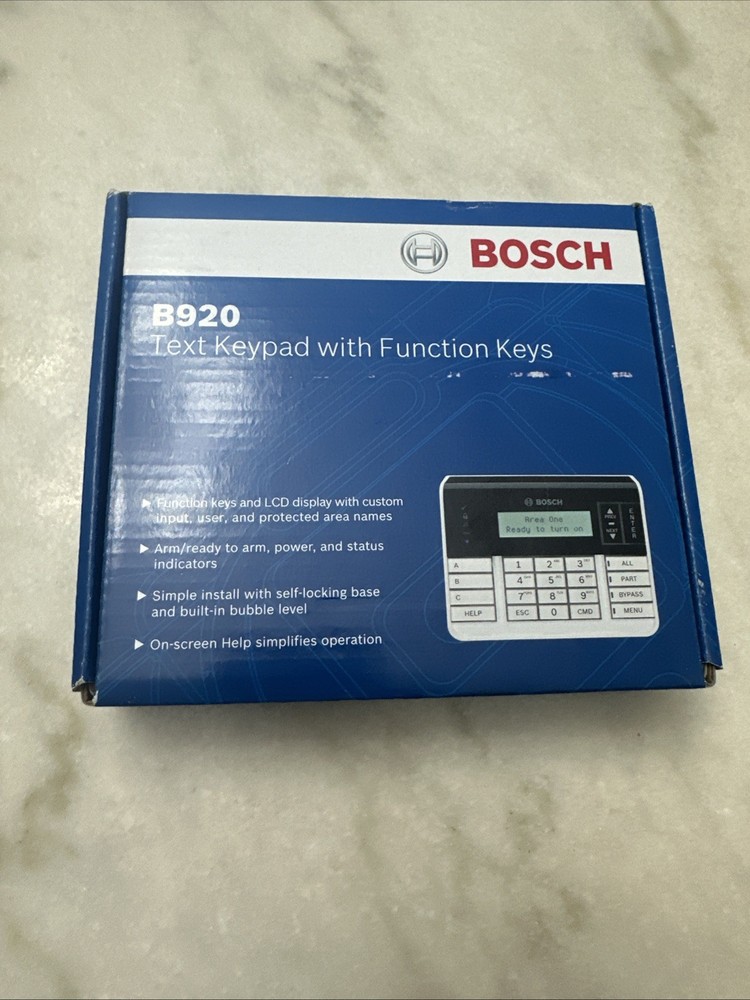 BOSCH
B920
Text Keypad with Function Keys
▶ Function keys and LCD display with custom
input, user, and protected area names
▶ Arm/ready to arm, power, and status
indicators
▶ Simple install with self-locking base
and built-in bubble level
▶ On-screen Help simplifies operation
BOSCH
Area One
Ready to turn on
PREV
NEXT
ENTER
A 1 2 3 ALL
B 4 5 6 PART
C 7 8 9 BYPASS
HELP ESC 0 CMD MENU